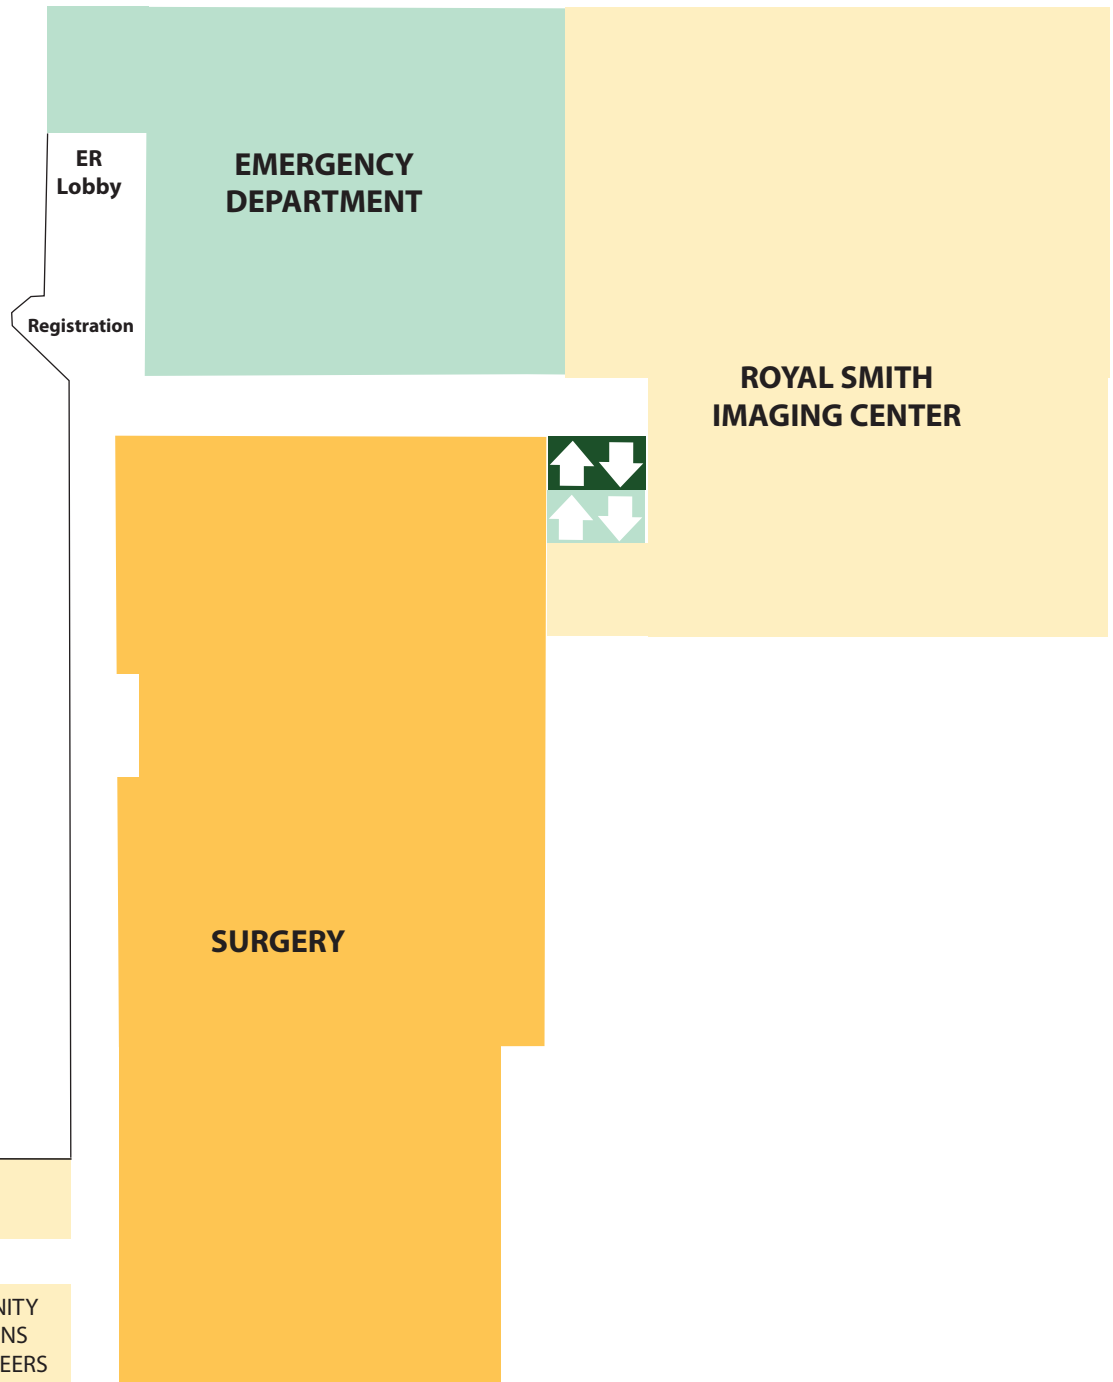 ER
Lobby
EMERGENCY
DEPARTMENT
Registration
ROYAL SMITH
IMAGING CENTER
SURGERY
NITY
NS
EERS